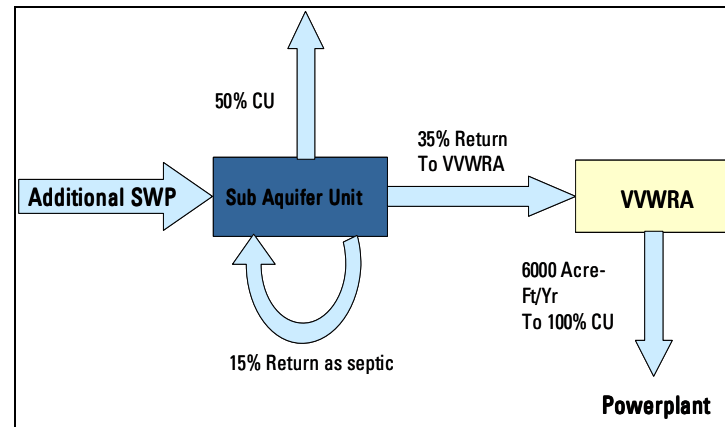 50% CU
35% Return
To VVWRA
Additional SWP
Sub Aquifer Unit
VVWRA
6000 Acre-
Ft/Yr
To 100% CU
15% Return as septic
Powerplant